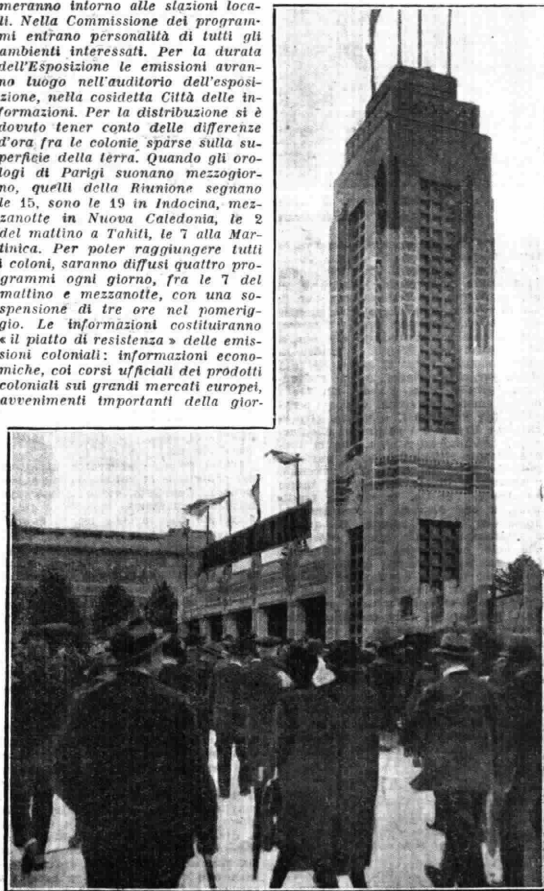 meranno intorno alle stazioni loca-
li. Nella Commissione dei program-
mi entrano personalità di tutti gli
ambienti interessati. Per la durata
dell'Esposizione le emissioni avran-
no luogo nell'auditorio dell'esposi-
zione, nella cosidetta Città delle in-
formazioni. Per la distribuzione si è
dovuto tener conto delle differenze
d'ora fra le colonie sparse sulla su-
perficie della terra. Quando gli oro-
logi di Parigi suonano mezzogior-
no, quelli della Riunione segnano
le 15, sono le 19 in Indocina, mez-
zanotte in Nuova Caledonia, le 2
del mattino a Tahiti, le 7 alla Mar-
tinica. Per poter raggiungere tutti
i coloni, saranno diffusi quattro pro-
grammi ogni giorno, fra le 7 del
mattino e mezzanotte, con una so-
spensione di tre ore nel pomerig-
gio. Le informazioni costituiranno
« il piatto di resistenza » delle emis-
sioni coloniali: informazioni econo-
miche, coi corsi ufficiali dei prodotti
coloniali sui grandi mercati europei,
avvenimenti importanti della gior-